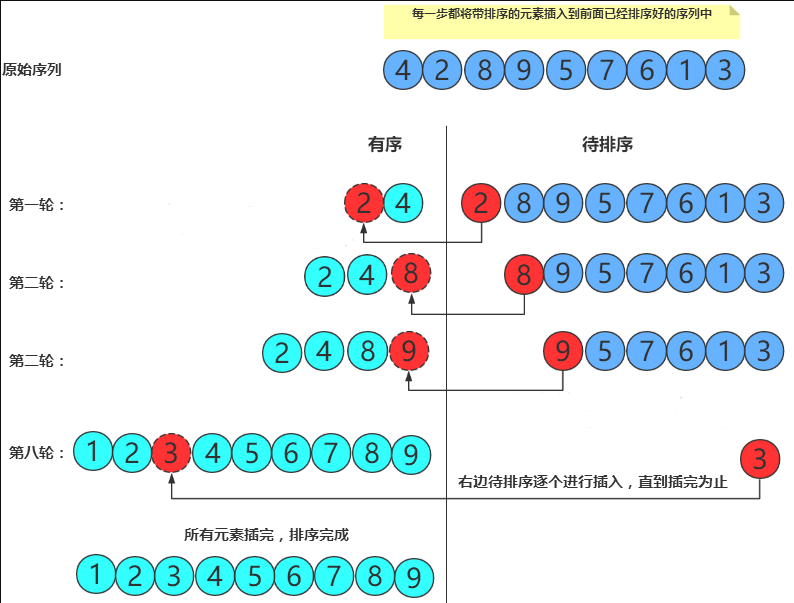 每一步都将带排序的元素插入到前面已经排序好的序列中
原始序列 4 2 8 9 5 7 6 1 3
有序 待排序
第一轮： 2 4 2 8 9 5 7 6 1 3
第二轮： 2 4 8 8 9 5 7 6 1 3
第二轮： 2 4 8 9 9 5 7 6 1 3
第八轮： 1 2 3 4 5 6 7 8 9 3
右边待排序逐个进行插入，直到插完为止
所有元素插完，排序完成
1 2 3 4 5 6 7 8 9